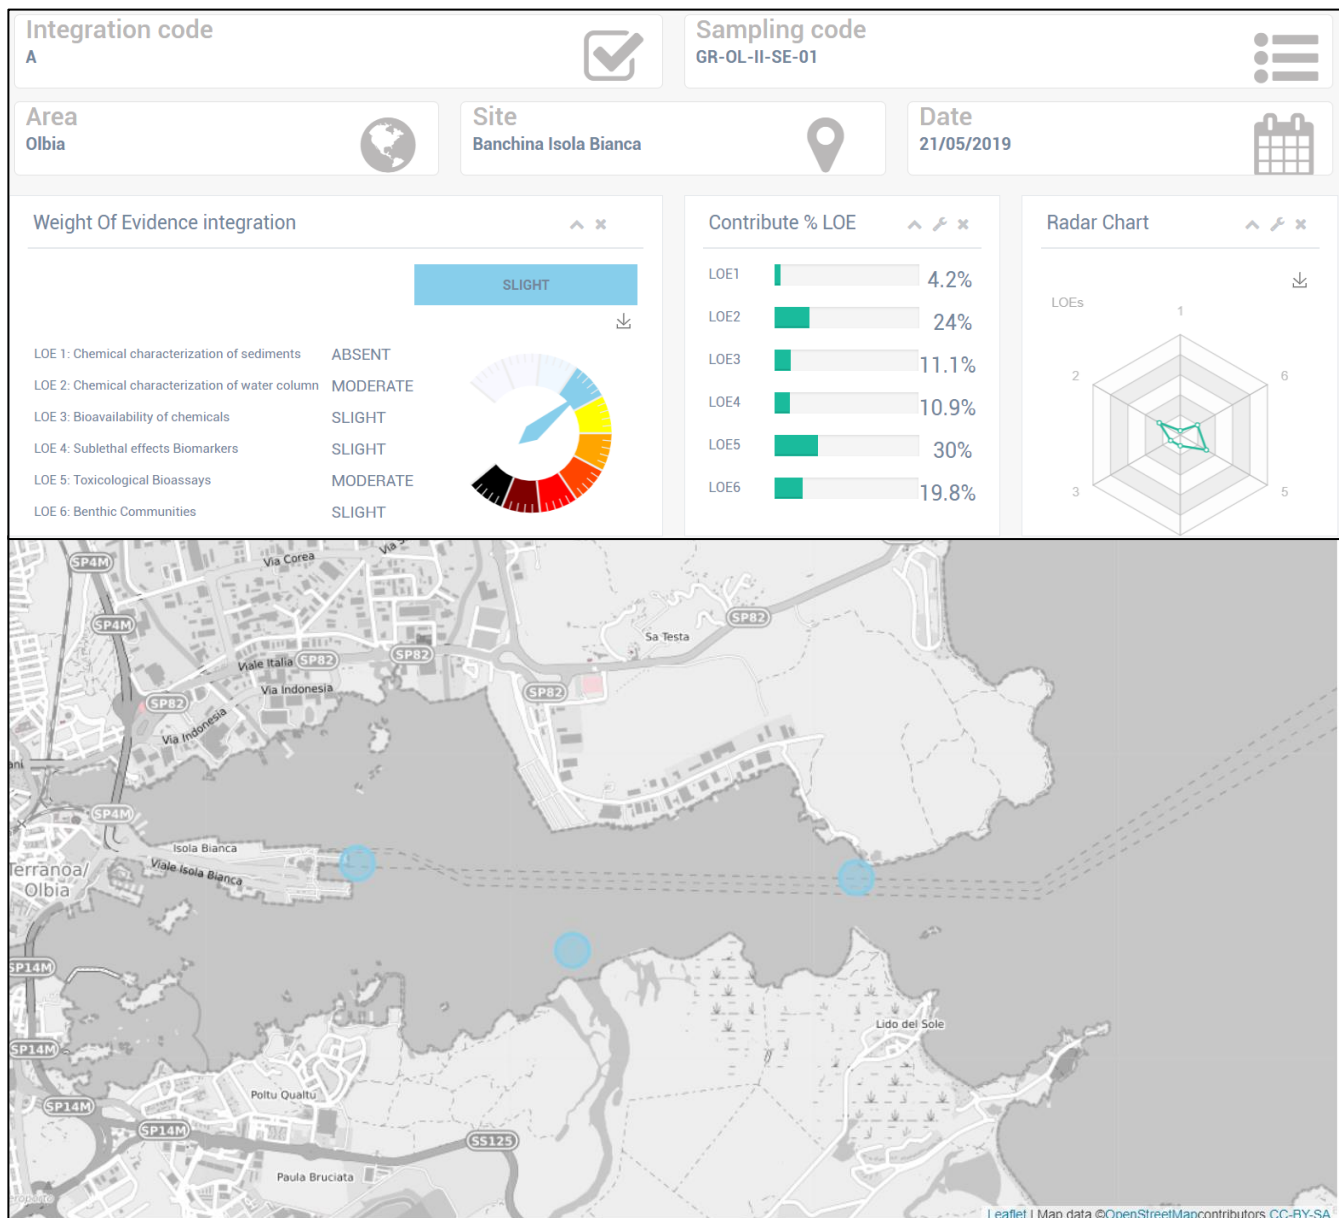 Integration code
A
Sampling code
GR-OL-II-SE-01
Area
Olbia
Site
Banchina Isola Bianca
Date
21/05/2019
Weight Of Evidence integration
SLIGHT
LOE 1: Chemical characterization of sediments ABSENT
LOE 2: Chemical characterization of water column MODERATE
LOE 3: Bioavailability of chemicals SLIGHT
LOE 4: Sublethal effects Biomarkers SLIGHT
LOE 5: Toxicological Bioassays MODERATE
LOE 6: Benthic Communities SLIGHT
Contribute % LOE
LOE1 4.2%
LOE2 24%
LOE3 11.1%
LOE4 10.9%
LOE5 30%
LOE6 19.8%
Radar Chart
LOEs
1
2
6
3
5
SP4M
Via Corea
SP4M
SP82
Sa Testa
Viale Italia
SP82
SP82
Via Indonesia
SP82
SP82
Via Indonesia
SP4M
Isola Bianca
Viale Isola Bianca
Terranoa/
Olbia
SP14M
Lido del Sole
SP14M
Poltu Qualtu
SP14M
SP14M
SS125
Paula Bruciata
Leaflet | Map data ©OpenStreetMapcontributors CC-BY-SA